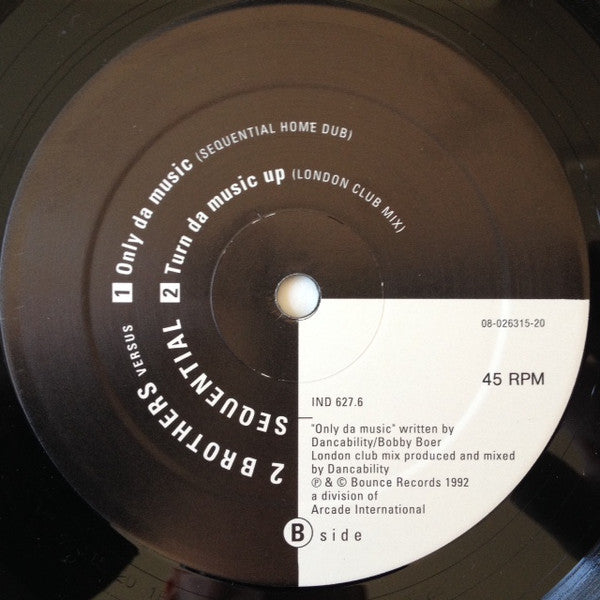 2 BROTHERS VERSUS
SEQUENTIAL
1 Only da music (SEQUENTIAL HOME DUB)
2 Turn da music up (LONDON CLUB MIX)
08-026315-20
45 RPM
IND 627.6
"Only da music" written by
Dancability/Bobby Boer
London club mix produced and mixed
by Dancability
℗ & © Bounce Records 1992
a division of
Arcade International
B side